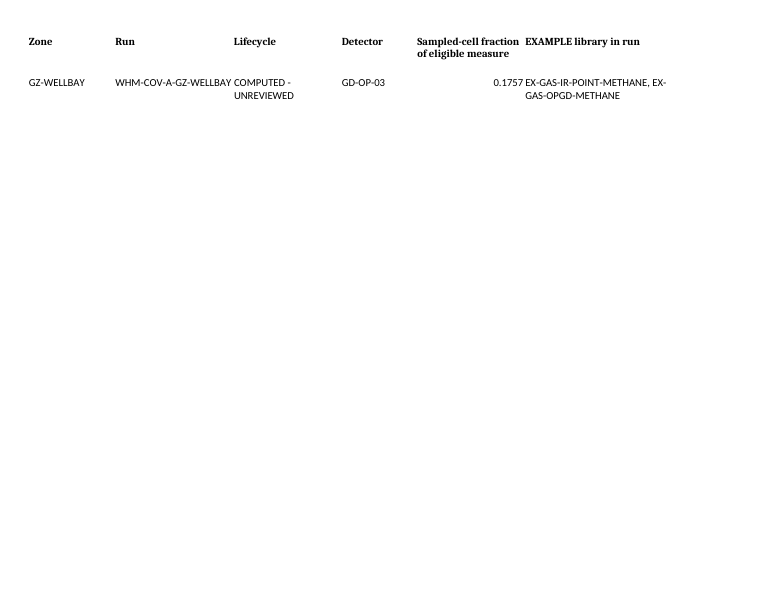 Zone Run Lifecycle Detector Sampled-cell fraction EXAMPLE library in run
of eligible measure
GZ-WELLBAY WHM-COV-A-GZ-WELLBAY COMPUTED - GD-OP-03 0.1757 EX-GAS-IR-POINT-METHANE, EX-
UNREVIEWED GAS-OPGD-METHANE